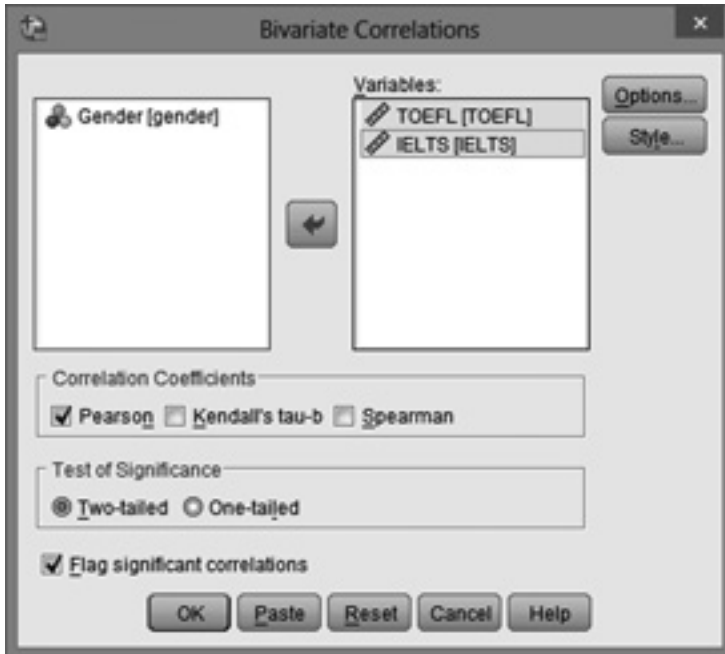 Bivariate Correlations
Variables:
Gender [gender]
TOEFL [TOEFL]
IELTS [IELTS]
Options...
Style...
Correlation Coefficients
Pearson Kendall's tau-b Spearman
Test of Significance
Two-tailed One-tailed
Flag significant correlations
OK Paste Reset Cancel Help